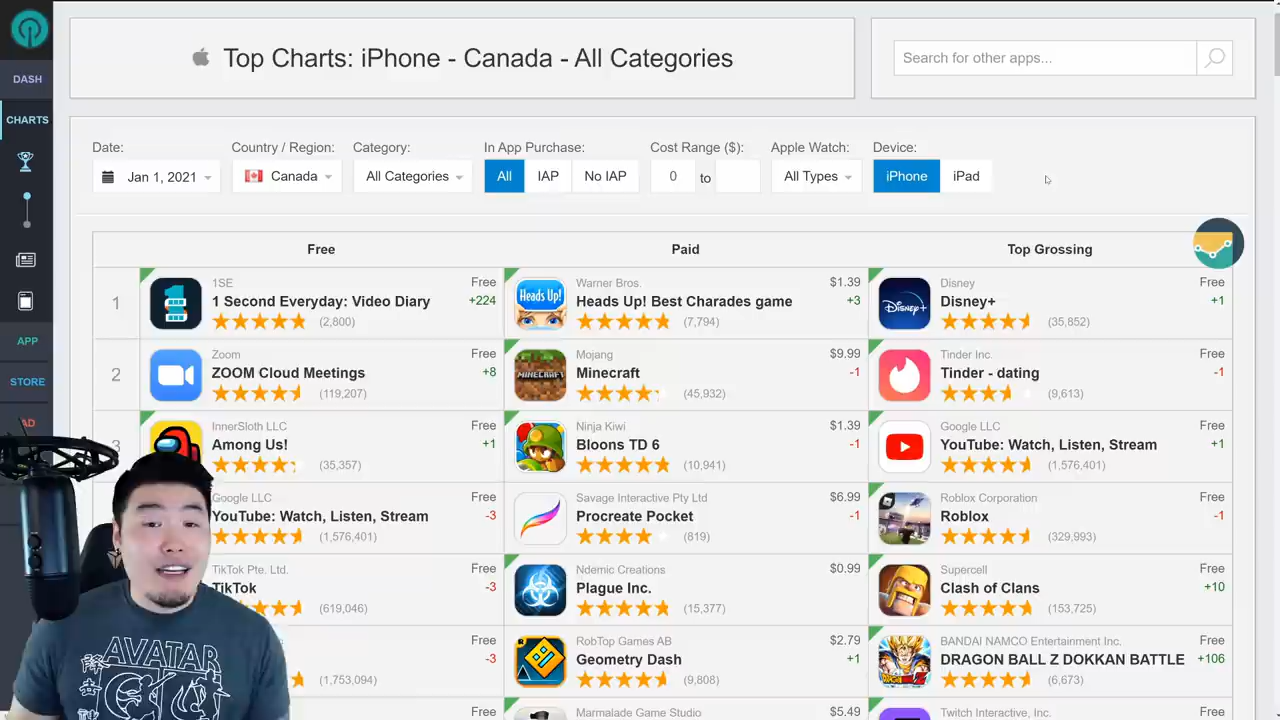 Top Charts: iPhone - Canada - All Categories
Search for other apps...
DASH
CHARTS
APP
STORE
Date:
Country / Region:
Category:
In App Purchase:
Cost Range ($):
Apple Watch:
Device:
Jan 1, 2021
Canada
All Categories
All
IAP
No IAP
0
to
All Types
iPhone
iPad
Free
Paid
Top Grossing
1
1SE
Free
1 Second Everyday: Video Diary
+224
(2,800)
Heads Up!
Warner Bros.
$1.39
Heads Up! Best Charades game
+3
(7,794)
Disney+
Disney
Free
Disney+
+1
(35,852)
2
Zoom
Free
ZOOM Cloud Meetings
+8
(119,207)
MINECRAFT
Mojang
$9.99
Minecraft
-1
(45,932)
Tinder Inc.
Free
Tinder - dating
-1
(9,613)
3
InnerSloth LLC
Free
Among Us!
+1
(35,357)
Ninja Kiwi
$1.39
Bloons TD 6
-1
(10,941)
Google LLC
Free
YouTube: Watch, Listen, Stream
+1
(1,576,401)
Google LLC
Free
YouTube: Watch, Listen, Stream
-3
(1,576,401)
Savage Interactive Pty Ltd
$6.99
Procreate Pocket
-1
(819)
Roblox Corporation
Free
Roblox
-1
(329,993)
TikTok Pte. Ltd.
Free
TikTok
-3
(619,046)
Ndemic Creations
$0.99
Plague Inc.
(15,377)
Supercell
Free
Clash of Clans
+10
(153,725)
Free
-3
(1,753,094)
RobTop Games AB
$2.79
Geometry Dash
+1
(9,808)
BANDAI NAMCO Entertainment Inc.
Free
DRAGON BALL Z DOKKAN BATTLE
+106
(6,673)
Free
Marmalade Game Studio
$5.49
Twitch Interactive, Inc.
Free
AVATAR